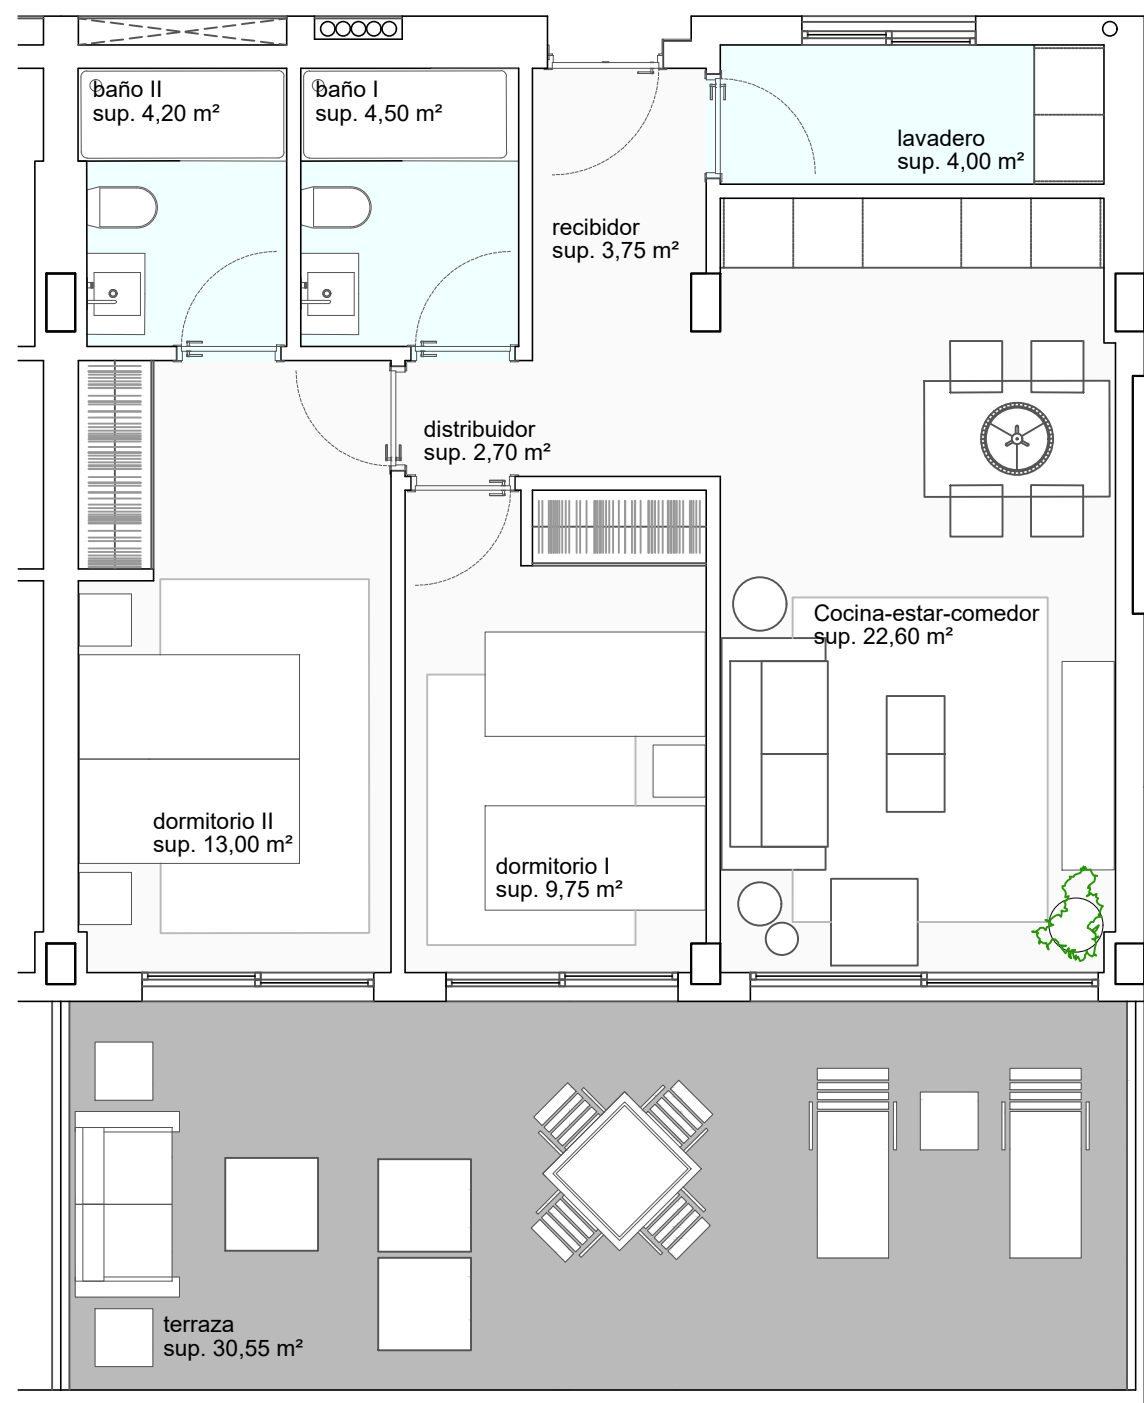 baño II
sup. 4,20 m²
baño I
sup. 4,50 m²
lavadero
sup. 4,00 m²
recibidor
sup. 3,75 m²
distribuidor
sup. 2,70 m²
Cocina-estar-comedor
sup. 22,60 m²
dormitorio II
sup. 13,00 m²
dormitorio I
sup. 9,75 m²
terraza
sup. 30,55 m²